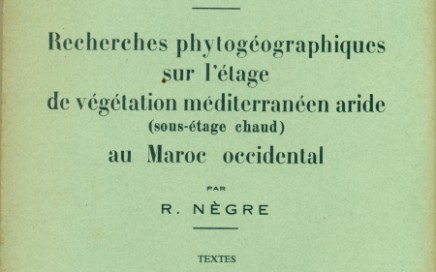 Recherches phytogéographiques
sur l'étage
de végétation méditerranéen aride
(sous-étage chaud)
au Maroc occidental
PAR
R. NÈGRE
TEXTES